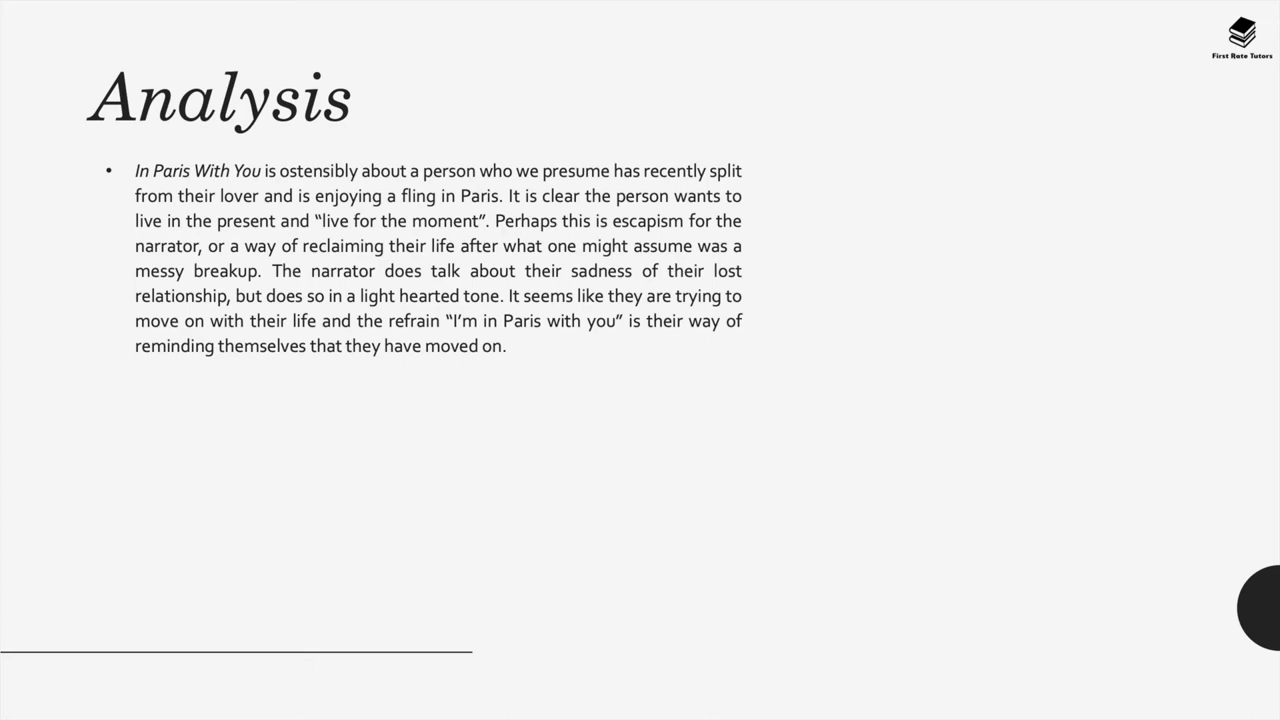 First Rate Tutors
Analysis
• In Paris With You is ostensibly about a person who we presume has recently split
from their lover and is enjoying a fling in Paris. It is clear the person wants to
live in the present and “live for the moment”. Perhaps this is escapism for the
narrator, or a way of reclaiming their life after what one might assume was a
messy breakup. The narrator does talk about their sadness of their lost
relationship, but does so in a light hearted tone. It seems like they are trying to
move on with their life and the refrain “I’m in Paris with you” is their way of
reminding themselves that they have moved on.